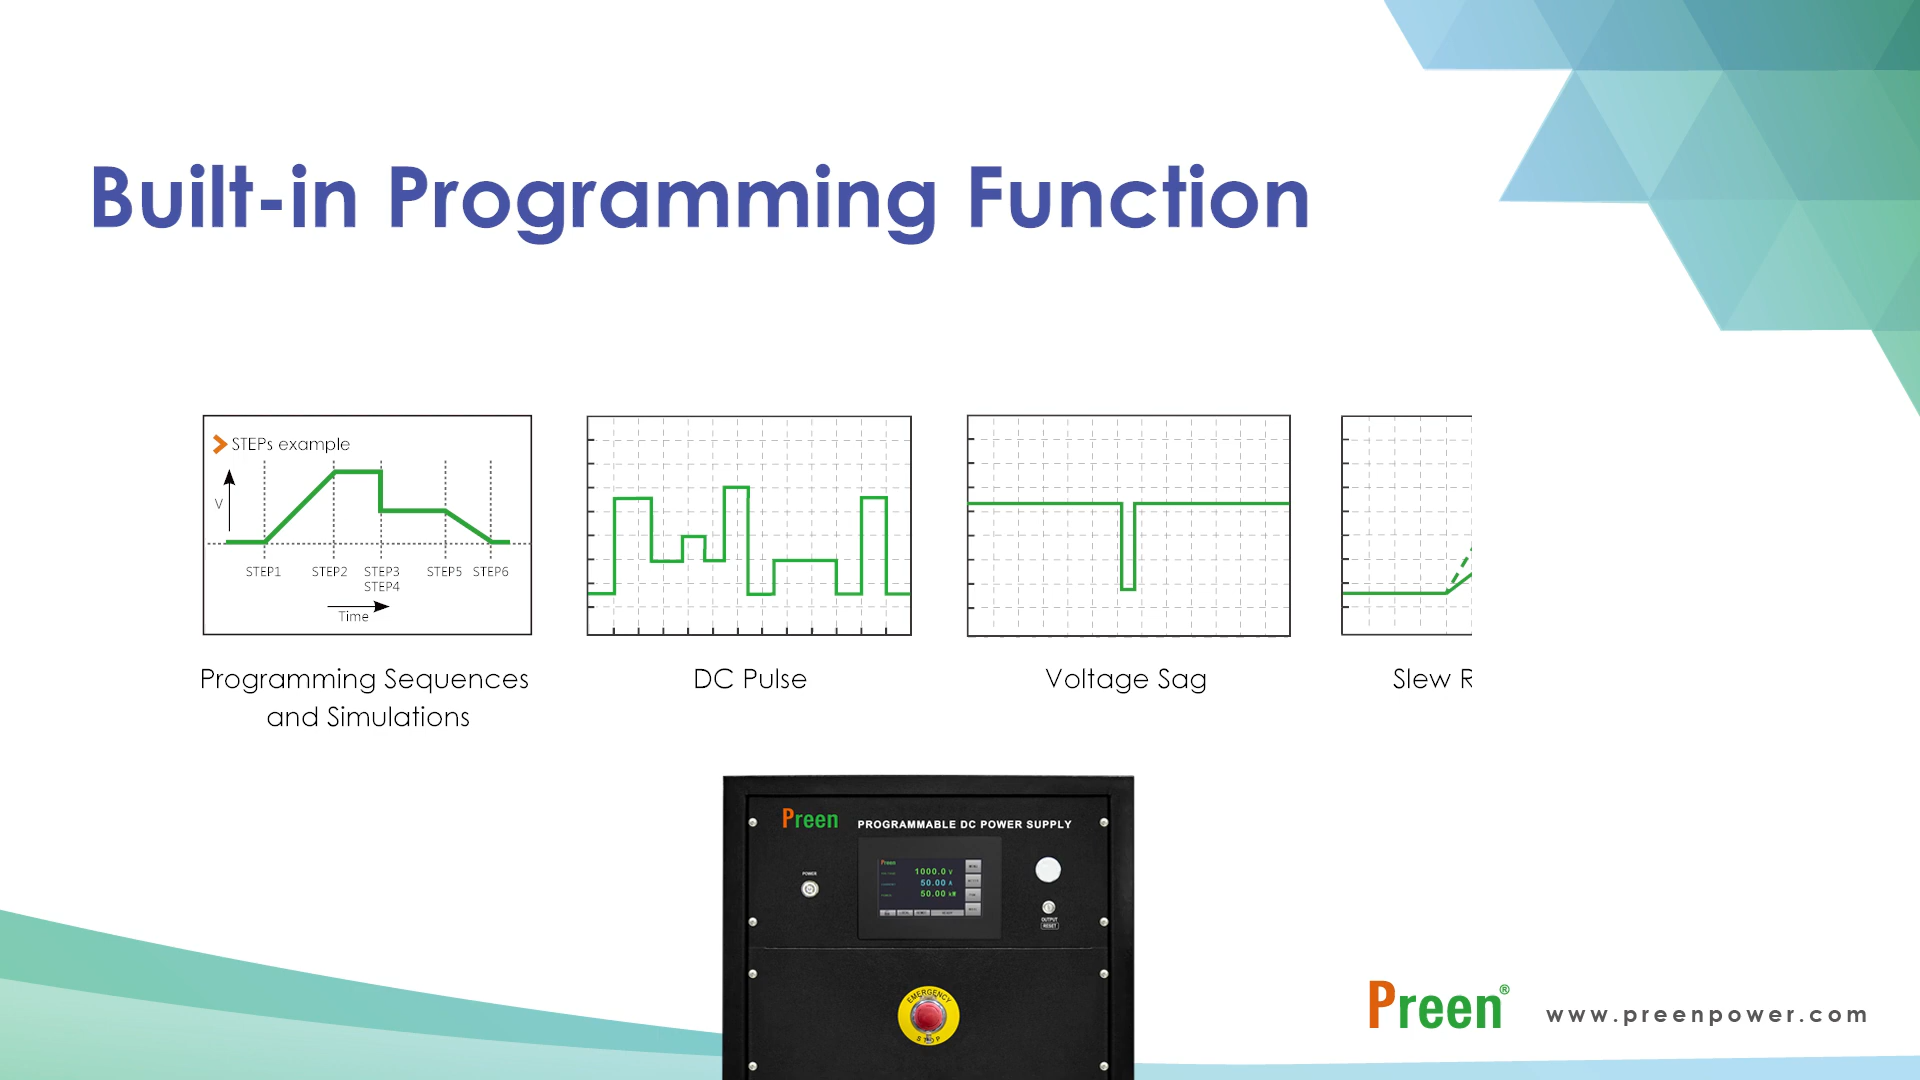 Built-in Programming Function
STEPs example
V
STEP1 STEP2 STEP3 STEP5 STEP6
STEP4
Time
Programming Sequences
and Simulations
DC Pulse
Voltage Sag
Slew R
Preen
PROGRAMMABLE DC POWER SUPPLY
POWER
Preen
1000.0 V
50.00 A
50.00 kW
OUTPUT
RESET
EMERGENCY
STOP
Preen®
www.preenpower.com